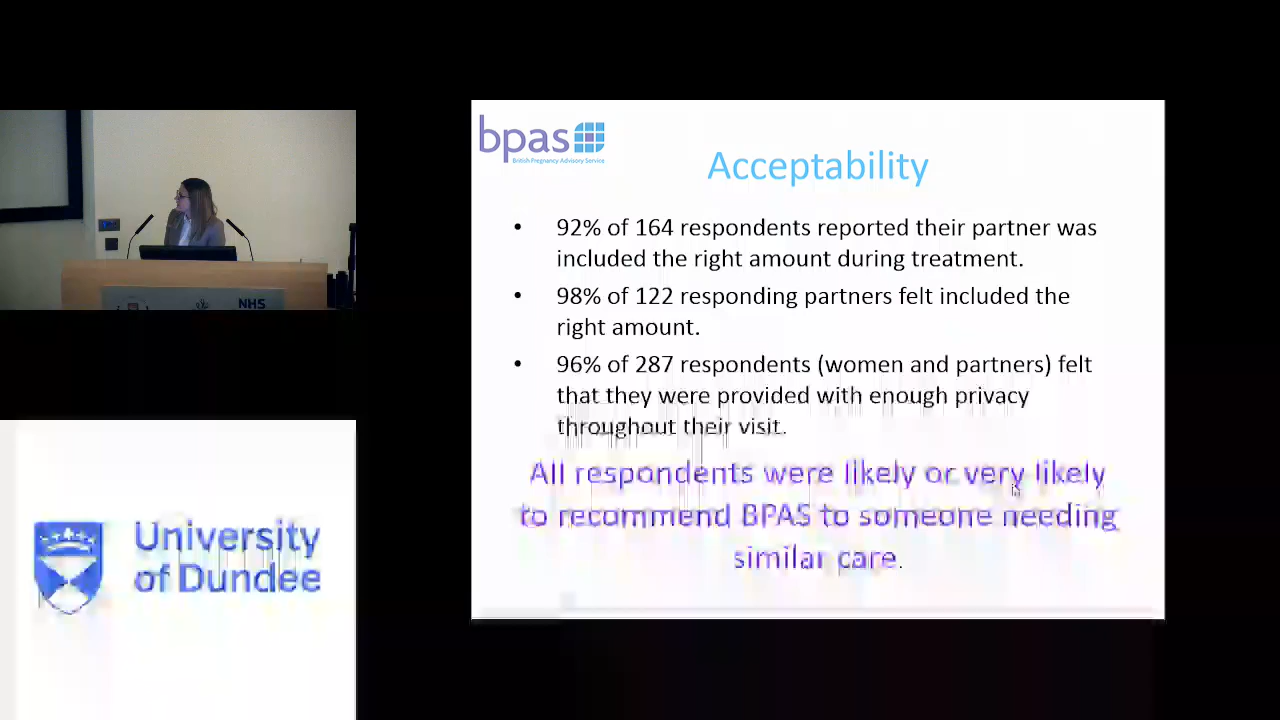 bpas
British Pregnancy Advisory Service
Acceptability
• 92% of 164 respondents reported their partner was
included the right amount during treatment.
• 98% of 122 responding partners felt included the
right amount.
• 96% of 287 respondents (women and partners) felt
that they were provided with enough privacy
throughout their visit.
All respondents were likely or very likely
to recommend BPAS to someone needing
similar care.
NHS
University
of Dundee